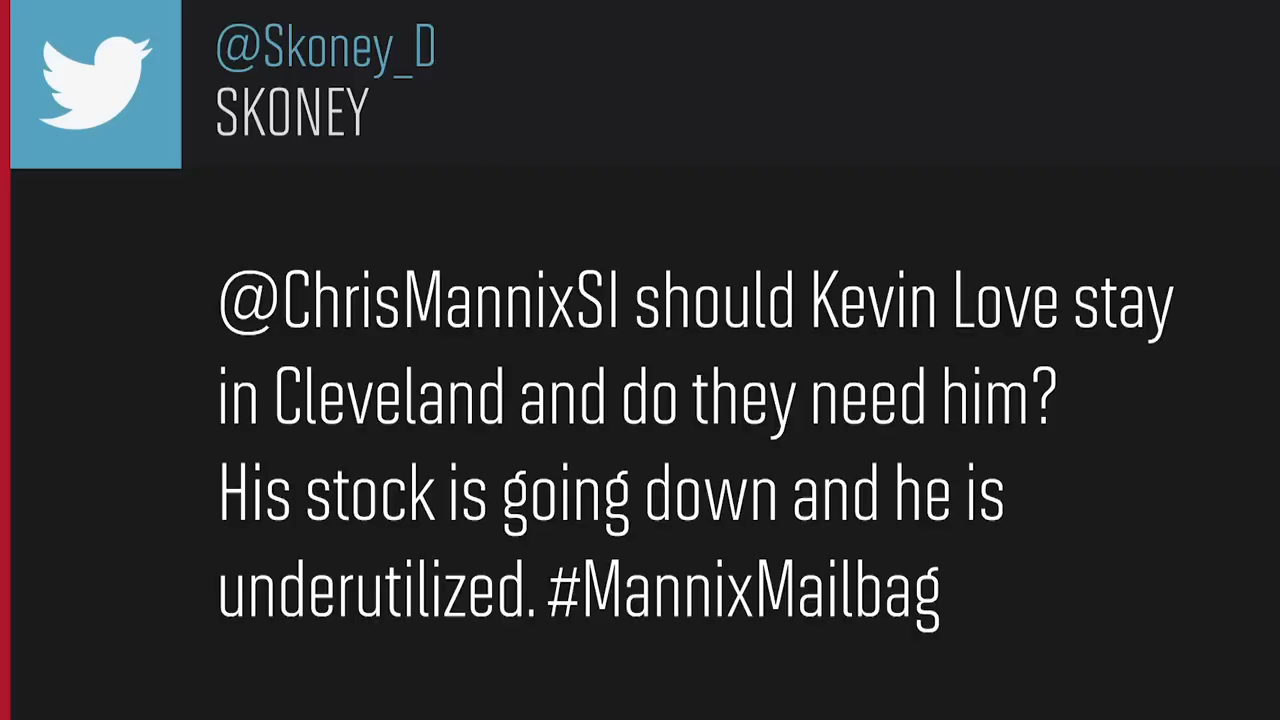 @Skoney_D
SKONEY
@ChrisMannixSI should Kevin Love stay
in Cleveland and do they need him?
His stock is going down and he is
underutilized. #MannixMailbag